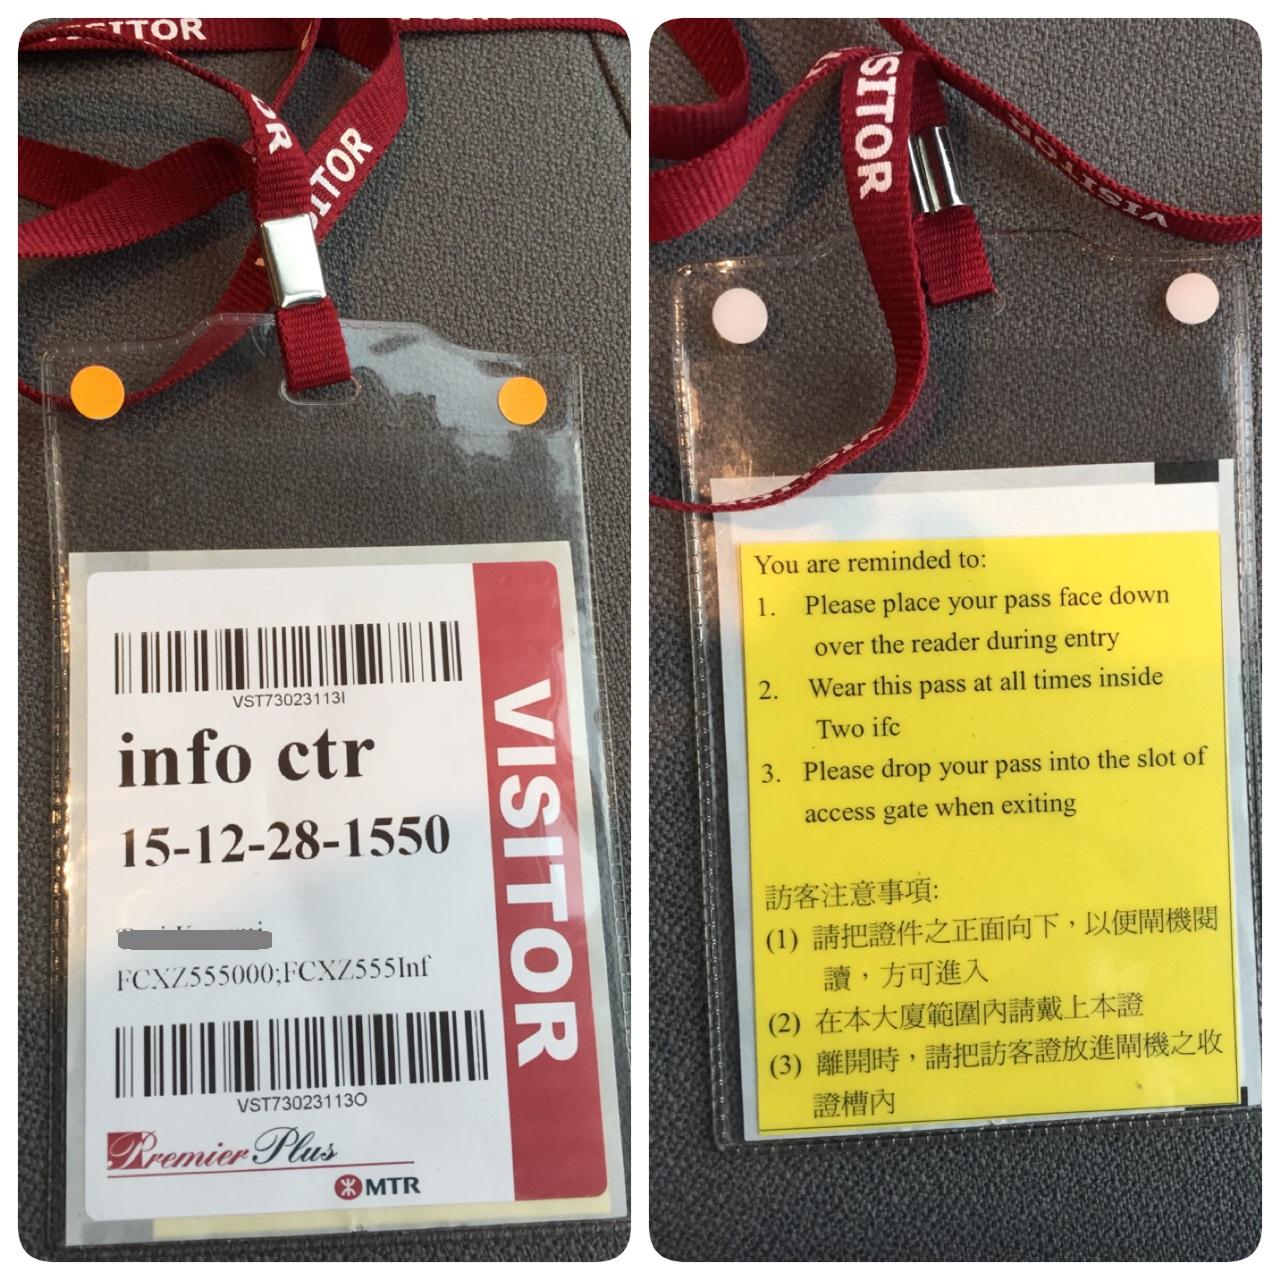 VISITOR
VISITOR
VST73023113I
info ctr
15-12-28-1550
FCXZ555000;FCXZ555Inf
VST73023113O
Premier Plus
MTR
VISITOR
VISITOR
VISITOR
VISITOR
You are reminded to:
1. Please place your pass face down
over the reader during entry
2. Wear this pass at all times inside
Two ifc
3. Please drop your pass into the slot of
access gate when exiting
訪客注意事項:
(1) 請把證件之正面向下，以便閘機閱
讀，方可進入
(2) 在本大廈範圍內請戴上本證
(3) 離開時，請把訪客證放進閘機之收
證槽內